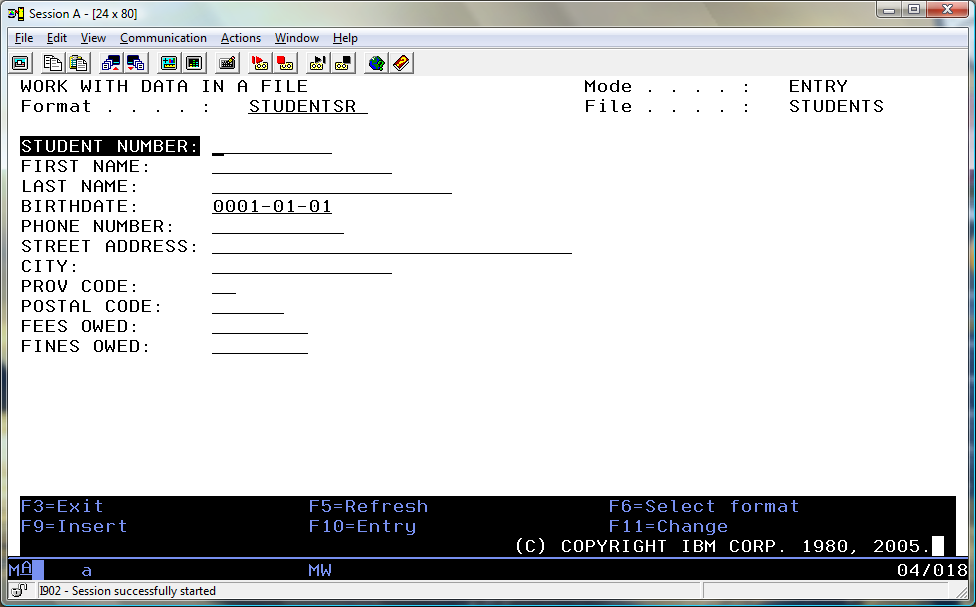 Session A - [24 x 80]
File Edit View Communication Actions Window Help
WORK WITH DATA IN A FILE Mode . . . . : ENTRY
Format . . . . : STUDENTSR File . . . . : STUDENTS
STUDENT NUMBER:
FIRST NAME:
LAST NAME:
BIRTHDATE: 0001-01-01
PHONE NUMBER:
STREET ADDRESS:
CITY:
PROV CODE:
POSTAL CODE:
FEES OWED:
FINES OWED:
F3=Exit F5=Refresh F6=Select format
F9=Insert F10=Entry F11=Change
(C) COPYRIGHT IBM CORP. 1980, 2005.
MA a MW 04/018
I902 - Session successfully started